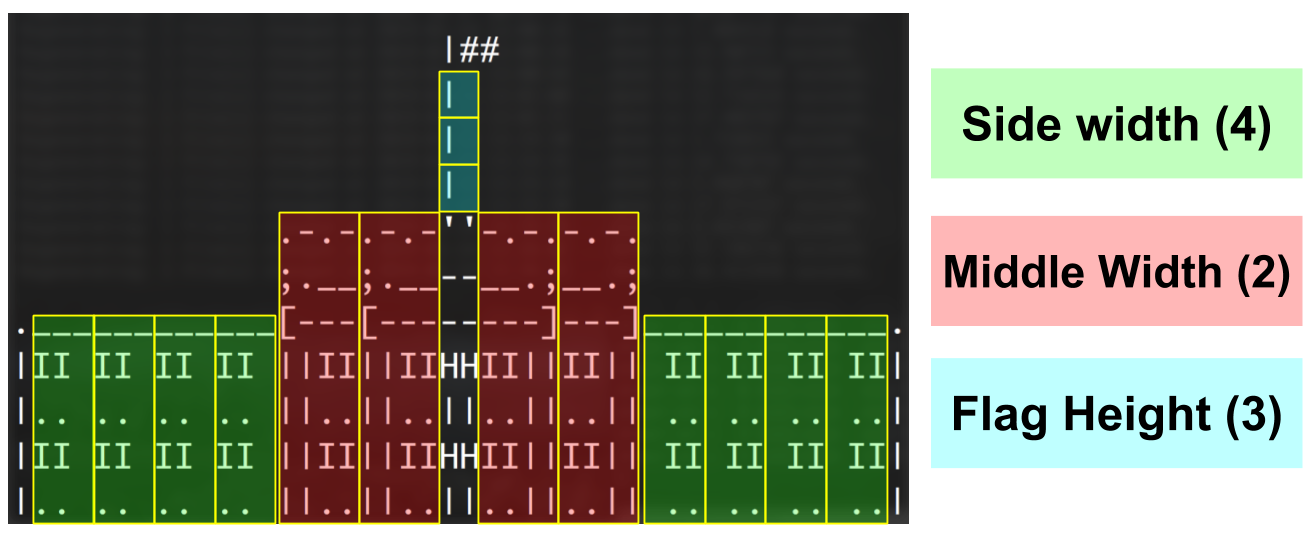 |##
                     |
                     |
                     |
             .-.-.-.-''-.-.-.-.
             ;.__;.__--__.;__.;
.____________[---[--------]---]____________.
|II II II II ||II||IIHHII||II|| II II II II|
|.. .. .. .. ||..||..||..||..|| .. .. .. ..|
|II II II II ||II||IIHHII||II|| II II II II|
|.. .. .. .. ||..||..||..||..|| .. .. .. ..|
Side width (4)
Middle Width (2)
Flag Height (3)